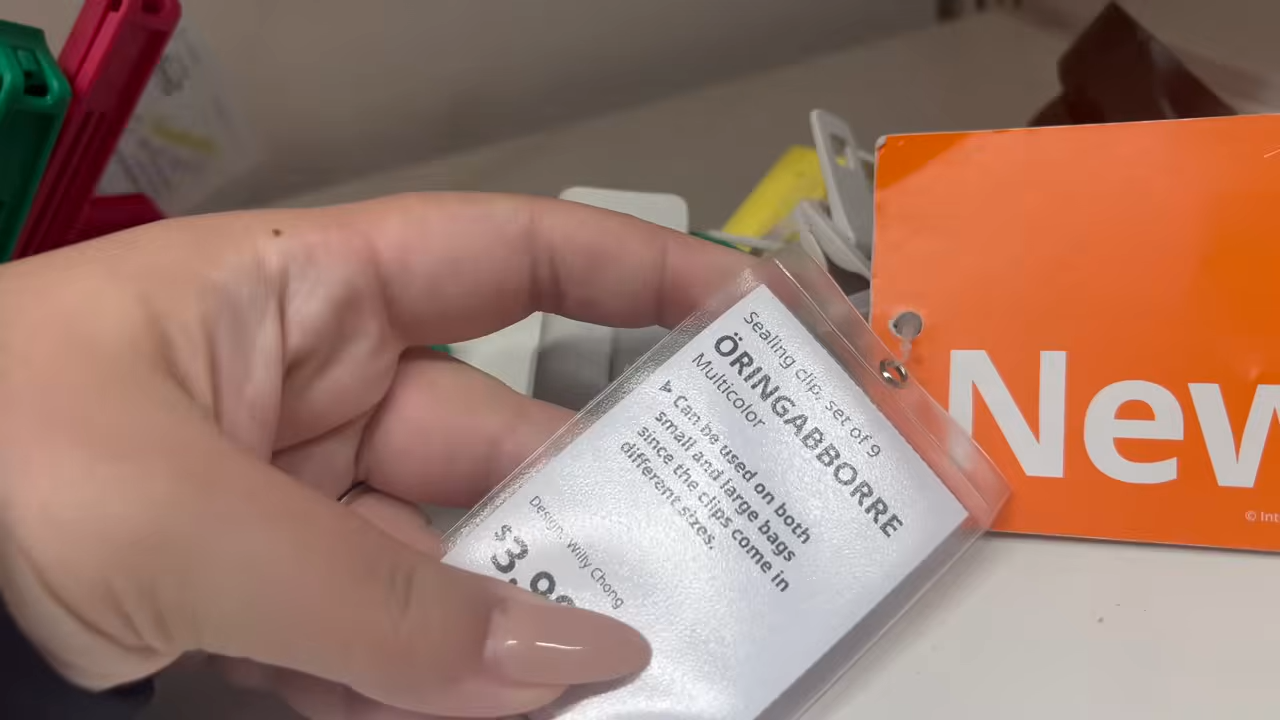 Sealing clip, set of 9
ÖRINGABBORRE
Multicolor
Can be used on both
small and large bags
since the clips come in
different sizes.
Design: Willy Chong
New